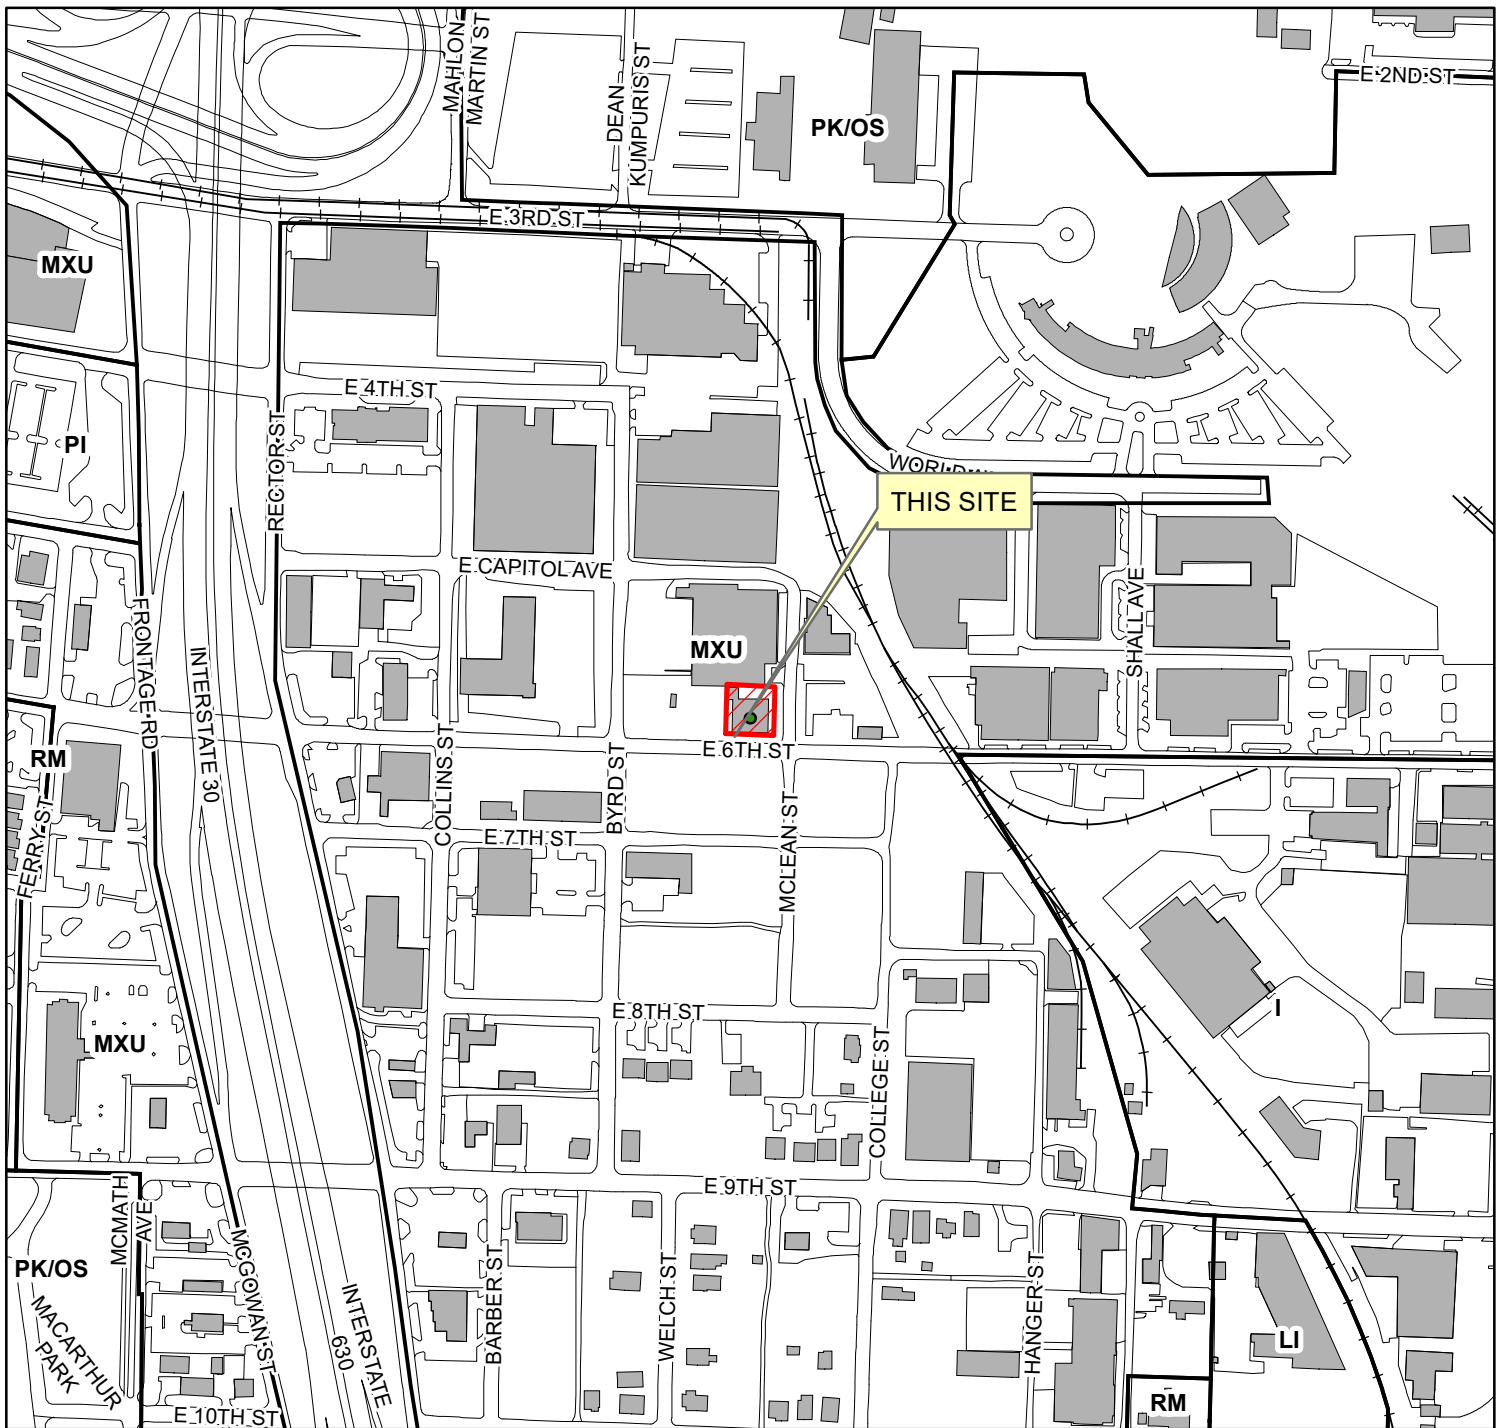 MAHLON
MARTIN ST
DEAN
KUMPURIS ST
E 2ND ST
PK/OS
E 3RD ST
MXU
E 4TH ST
PI
RECTOR ST
THIS SITE
E CAPITOL AVE
FRONTAGE RD
INTERSTATE 30
SHALL AVE
MXU
RM
COLLINS ST
BYRD ST
E 6TH ST
FERRY ST
E 7TH ST
MCLEAN ST
MXU
E 8TH ST
I
COLLEGE ST
E 9TH ST
MCMATH
AVE
MCGOWAN ST
PK/OS
MACARTHUR
PARK
INTERSTATE
630
BARBER ST
WELCH ST
HANGER ST
LI
RM
E 10TH ST